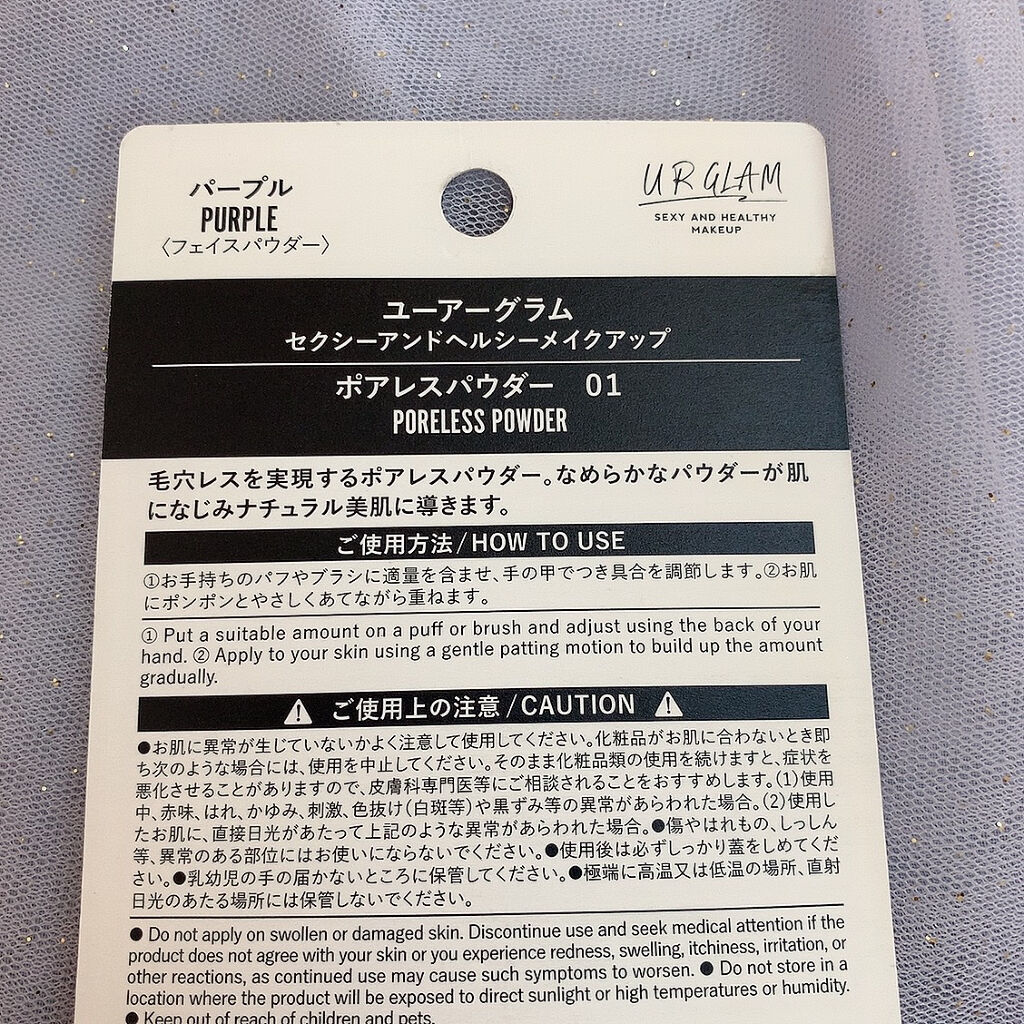 パープル
PURPLE
〈フェイスパウダー〉
UR GLAM
SEXY AND HEALTHY
MAKEUP
ユーアーグラム
セクシーアンドヘルシーメイクアップ
ポアレスパウダー 01
PORELESS POWDER
毛穴レスを実現するポアレスパウダー。なめらかなパウダーが肌
になじみナチュラル美肌に導きます。
ご使用方法/HOW TO USE
①お手持ちのパフやブラシに適量を含ませ、手の甲でつき具合を調節します。②お肌
にポンポンとやさしくあてながら重ねます。
① Put a suitable amount on a puff or brush and adjust using the back of your
hand. ② Apply to your skin using a gentle patting motion to build up the amount
gradually.
ご使用上の注意/CAUTION
●お肌に異常が生じていないかよく注意して使用してください。化粧品がお肌に合わないとき即
ち次のような場合には、使用を中止してください。そのまま化粧品類の使用を続けますと、症状を
悪化させることがありますので、皮膚科専門医等にご相談されることをおすすめします。(1)使用
中、赤味、はれ、かゆみ、刺激、色抜け(白斑等)や黒ずみ等の異常があらわれた場合。(2)使用し
たお肌に、直接日光があたって上記のような異常があらわれた場合。●傷やはれもの、しっしん
等、異常のある部位にはお使いにならないでください。●使用後は必ずしっかり蓋をしめてくだ
さい。●乳幼児の手の届かないところに保管してください。●極端に高温又は低温の場所、直射
日光のあたる場所には保管しないでください。
● Do not apply on swollen or damaged skin. Discontinue use and seek medical attention if the
product does not agree with your skin or you experience redness, swelling, itchiness, irritation, or
other reactions, as continued use may cause such symptoms to worsen. ● Do not store in a
location where the product will be exposed to direct sunlight or high temperatures or humidity.
● Keep out of reach of children and pets.